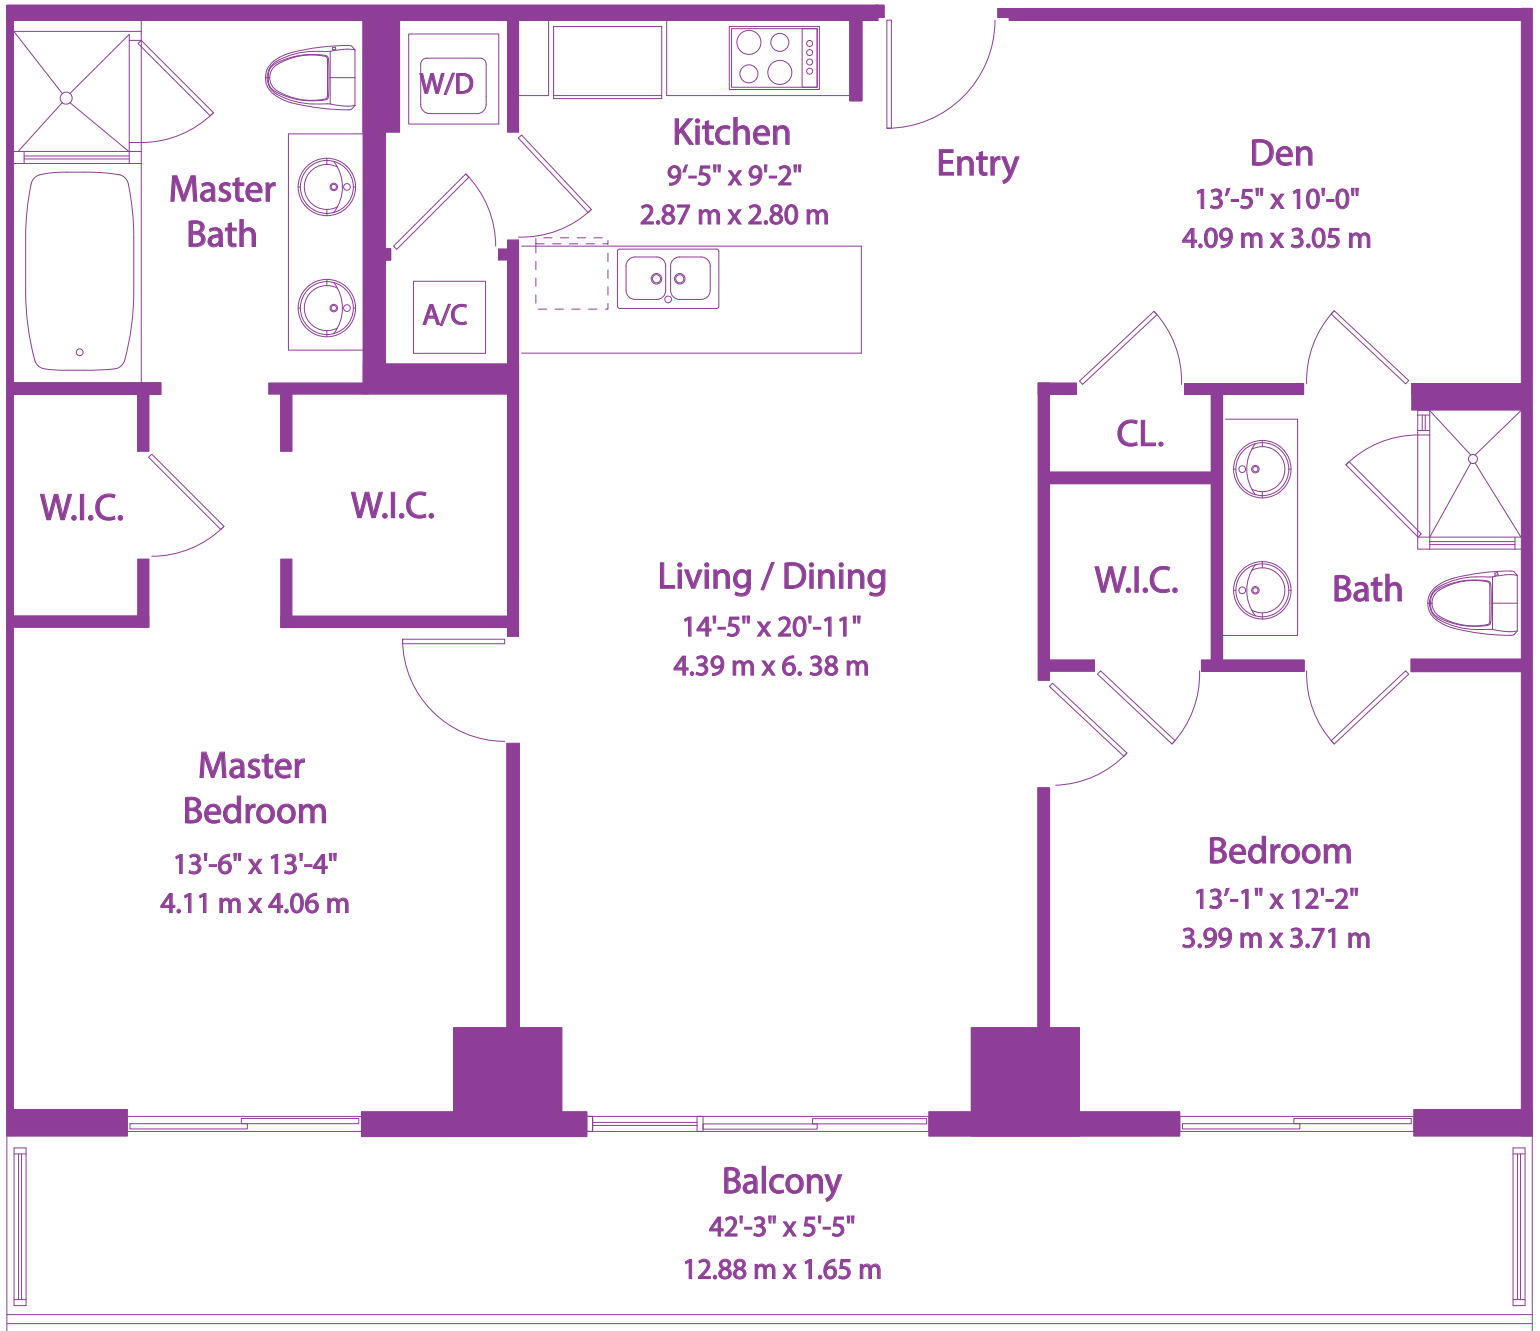 W/D
Kitchen
9'-5" x 9'-2"
2.87 m x 2.80 m
Entry
Den
13'-5" x 10'-0"
4.09 m x 3.05 m
Master
Bath
A/C
CL.
W.I.C.
W.I.C.
Living / Dining
14'-5" x 20'-11"
4.39 m x 6. 38 m
W.I.C.
Bath
Master
Bedroom
13'-6" x 13'-4"
4.11 m x 4.06 m
Bedroom
13'-1" x 12'-2"
3.99 m x 3.71 m
Balcony
42'-3" x 5'-5"
12.88 m x 1.65 m